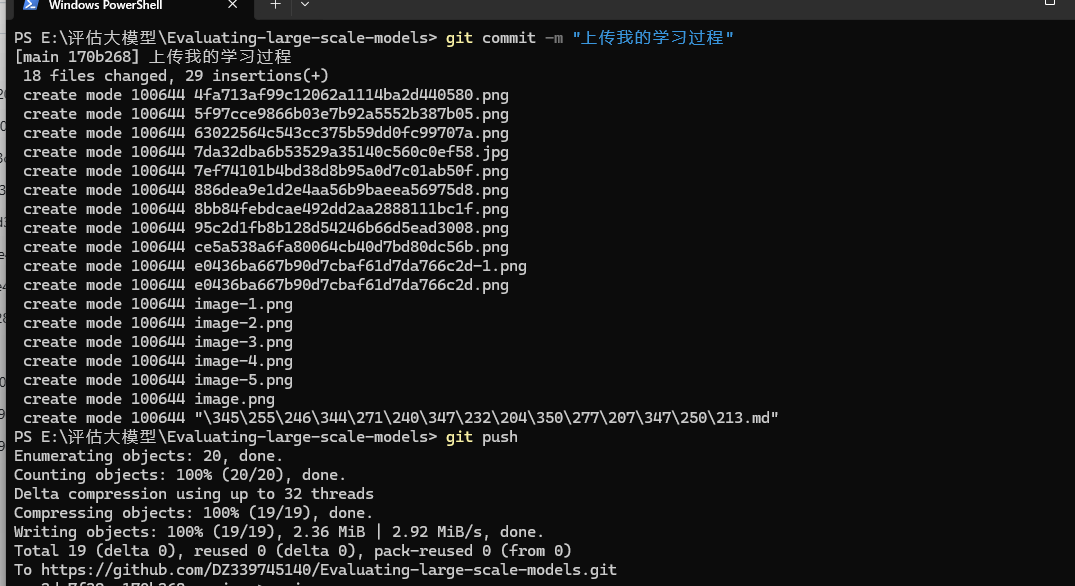 Windows PowerShell
PS E:\评估大模型\Evaluating-large-scale-models> git commit -m "上传我的学习过程"
[main 170b268] 上传我的学习过程
18 files changed, 29 insertions(+)
create mode 100644 4fa713af99c12062a1114ba2d440580.png
create mode 100644 5f97cce9866b03e7b92a5552b387b05.png
create mode 100644 63022564c543cc375b59dd0fc99707a.png
create mode 100644 7da32dba6b53529a35140c560c0ef58.jpg
create mode 100644 7ef74101b4bd38d8b95a0d7c01ab50f.png
create mode 100644 886dea9e1d2e4aa56b9baeea56975d8.png
create mode 100644 8bb84febdcae492dd2aa2888111bc1f.png
create mode 100644 95c2d1fb8b128d54246b66d5ead3008.png
create mode 100644 ce5a538a6fa80064cb40d7bd80dc56b.png
create mode 100644 e0436ba667b90d7cbaf61d7da766c2d-1.png
create mode 100644 e0436ba667b90d7cbaf61d7da766c2d.png
create mode 100644 image-1.png
create mode 100644 image-2.png
create mode 100644 image-3.png
create mode 100644 image-4.png
create mode 100644 image-5.png
create mode 100644 image.png
create mode 100644 "\345\255\246\344\271\240\347\232\204\350\277\207\347\250\213.md"
PS E:\评估大模型\Evaluating-large-scale-models> git push
Enumerating objects: 20, done.
Counting objects: 100% (20/20), done.
Delta compression using up to 32 threads
Compressing objects: 100% (19/19), done.
Writing objects: 100% (19/19), 2.36 MiB | 2.92 MiB/s, done.
Total 19 (delta 0), reused 0 (delta 0), pack-reused 0 (from 0)
To https://github.com/DZ339745140/Evaluating-large-scale-models.git